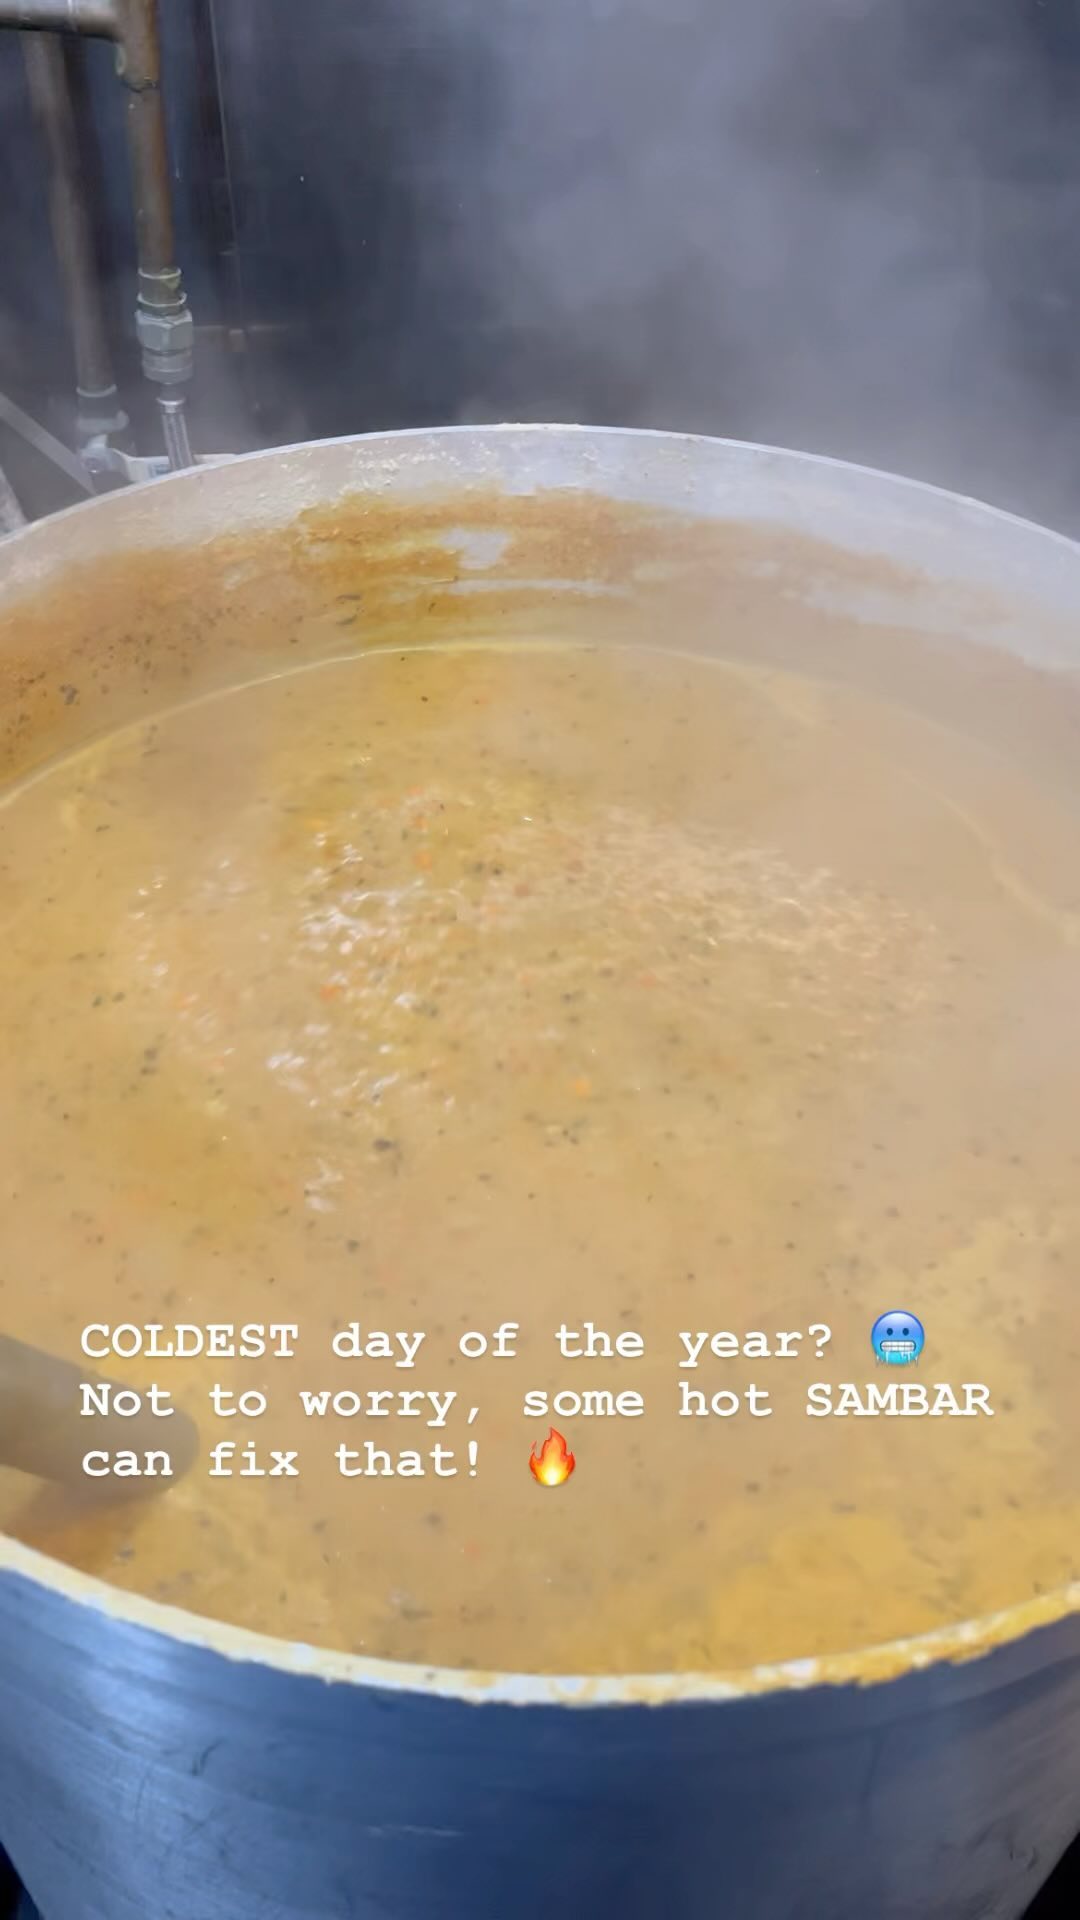 COLDEST day of the year? 🥶
Not to worry, some hot SAMBAR
can fix that! 🔥